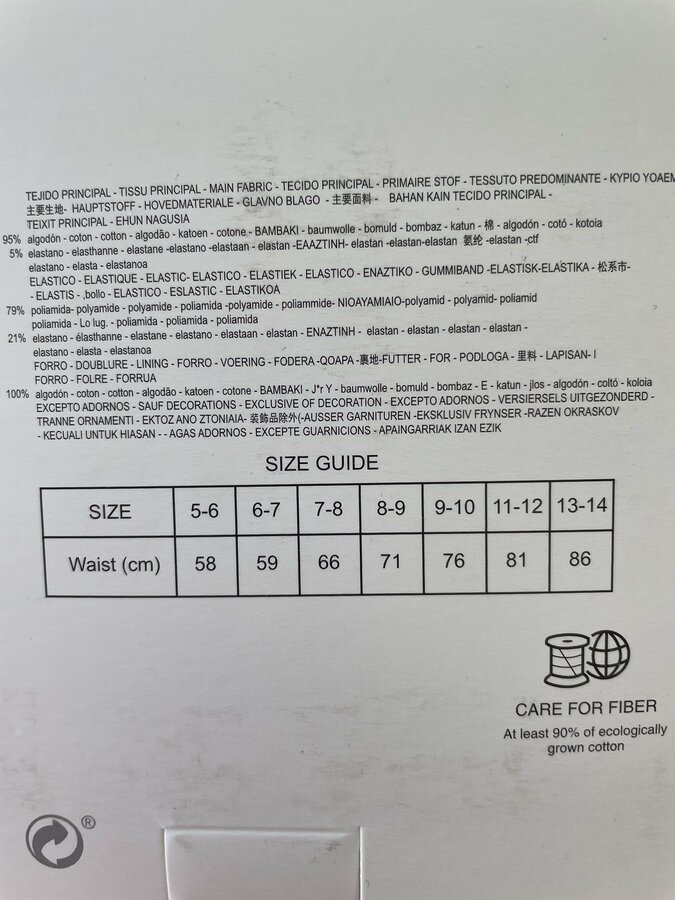 TEJIDO PRINCIPAL - TISSU PRINCIPAL - MAIN FABRIC - TECIDO PRINCIPAL - PRIMAIRE STOF - TESSUTO PREDOMINANTE - KYPIO YOAEM
主要生地- HAUPTSTOFF - HOVEDMATERIALE - GLAVNO BLAGO - 主要面料 - BAHAN KAIN TECIDO PRINCIPAL -
TEIXIT PRINCIPAL - EHUN NAGUSIA
95% algodón - coton - cotton - algodão - katoen - cotone - BAMBAKI - baumwolle - bomuld - bombaz - katun - 棉 - algodón - cotó - kotoia
5% elastano - elasthanne - elastane -elastano -elastaan - elastan -EAAZTINH- elastan -elastan-elastan 氨纶 -elastan -ctf
elastano - elasta - elastanoa
ELASTICO - ELASTIQUE - ELASTIC- ELASTICO - ELASTIEK - ELASTICO - ENAZTIKO - GUMMIBAND -ELASTISK-ELASTIKA - 松系市-
- ELASTIS - ,bollo - ELASTICO - ESLASTIC - ELASTIKOA
79% poliamida- polyamide - polyamide - poliamida -polyamide - poliammide- NIOAYAMIAIO-polyamid - polyamid- poliamid
poliamida - Lo lug. - poliamida - poliamida - poliamida
21% elastano - élasthanne - elastane - elastano - elastaan - elastan - ENAZTINH - elastan - elastan - elastan - elastan -
elastano - elasta - elastanoa
FORRO - DOUBLURE - LINING - FORRO - VOERING - FODERA -QOAPA -裏地-FUTTER - FOR - PODLOGA - 里料 - LAPISAN- I
FORRO - FOLRE - FORRUA
100% algodón - coton - cotton - algodão - katoen - cotone - BAMBAKI - J*r Y - baumwolle - bomuld - bombaz - E - katun - jlos - algodón - coltó - koloia
EXCEPTO ADORNOS - SAUF DECORATIONS - EXCLUSIVE OF DECORATION - EXCEPTO ADORNOS - VERSIERSELS UITGEZONDERD -
TRANNE ORNAMENTI - EKTOZ ANO ZTONIAIA- 装飾品除外(-AUSSER GARNITUREN -EKSKLUSIV FRYNSER -RAZEN OKRASKOV
- KECUALI UNTUK HIASAN - - AGAS ADORNOS - EXCEPTE GUARNICIONS - APAINGARRIAK IZAN EZIK
SIZE GUIDE
SIZE 5-6 6-7 7-8 8-9 9-10 11-12 13-14
Waist (cm) 58 59 66 71 76 81 86
CARE FOR FIBER
At least 90% of ecologically
grown cotton
®